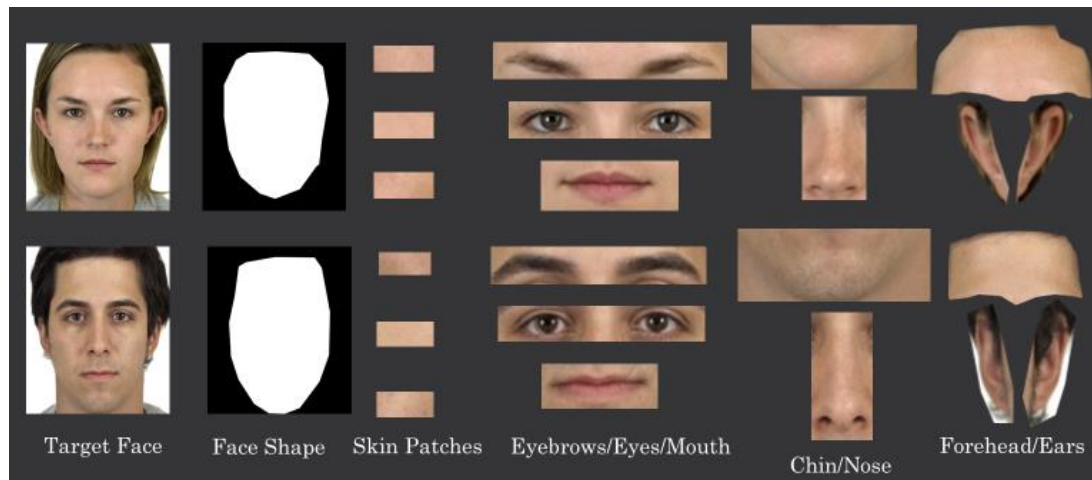 Target Face
Face Shape
Skin Patches
Eyebrows/Eyes/Mouth
Chin/Nose
Forehead/Ears